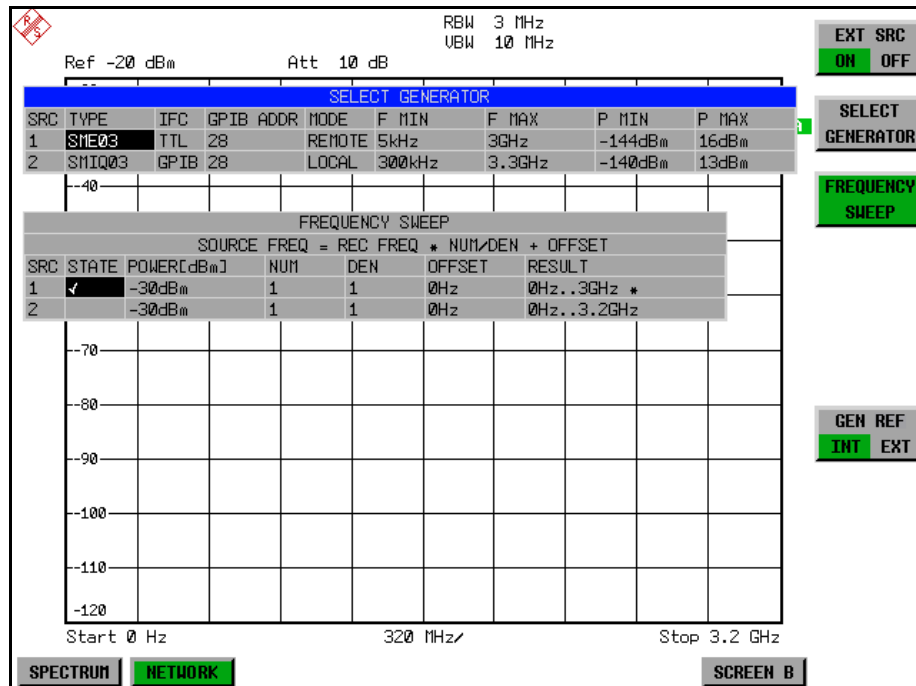 R S
RBW 3 MHz
VBW 10 MHz
Ref -20 dBm Att 10 dB
SELECT GENERATOR
SRC TYPE IFC GPIB ADDR MODE F MIN F MAX P MIN P MAX
1 SME03 TTL 28 REMOTE 5kHz 3GHz -144dBm 16dBm
2 SMIQ03 GPIB 28 LOCAL 300kHz 3.3GHz -140dBm 13dBm
-40
FREQUENCY SWEEP
SOURCE FREQ = REC FREQ * NUM/DEN + OFFSET
SRC STATE POWER[dBm] NUM DEN OFFSET RESULT
1 ✓ -30dBm 1 1 0Hz 0Hz..3GHz *
2 -30dBm 1 1 0Hz 0Hz..3.2GHz
-70
-80
-90
-100
-110
-120
Start 0 Hz 320 MHz/ Stop 3.2 GHz
SPECTRUM NETWORK SCREEN B
EXT SRC
ON OFF
SELECT
GENERATOR
FREQUENCY
SWEEP
GEN REF
INT EXT